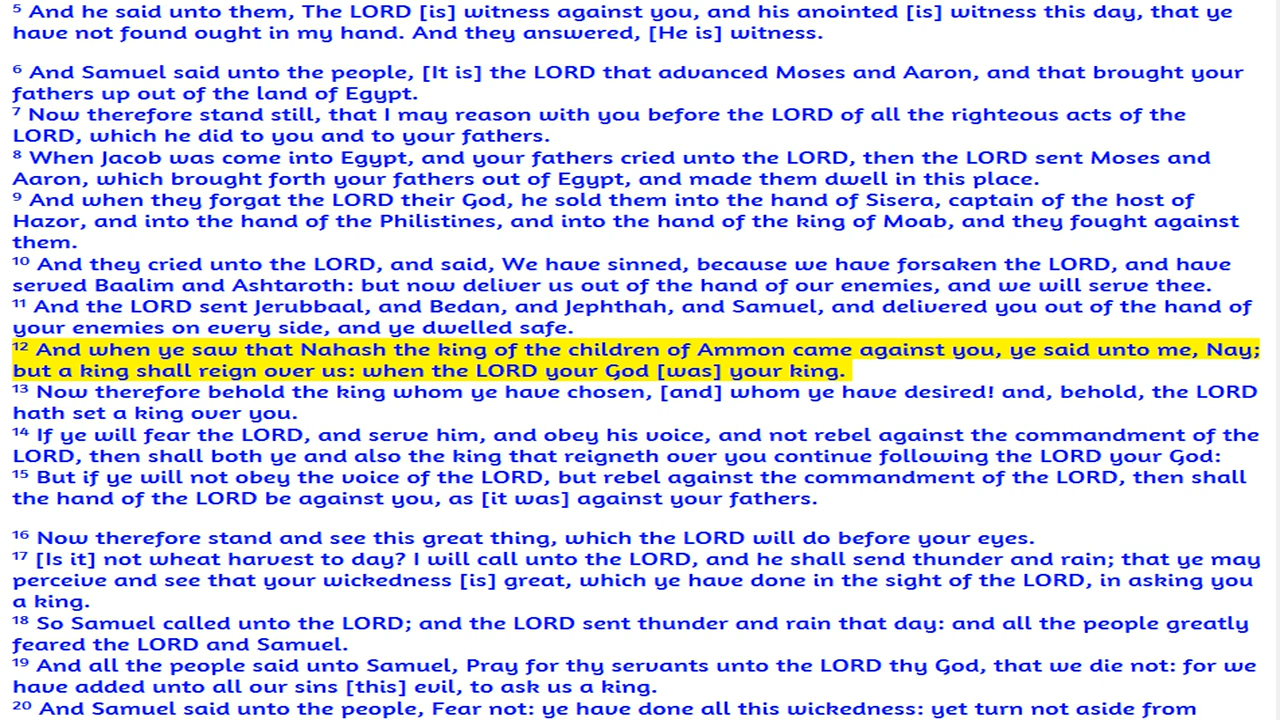 ⁵ And he said unto them, The LORD [is] witness against you, and his anointed [is] witness this day, that ye
have not found ought in my hand. And they answered, [He is] witness.
⁶ And Samuel said unto the people, [It is] the LORD that advanced Moses and Aaron, and that brought your
fathers up out of the land of Egypt.
⁷ Now therefore stand still, that I may reason with you before the LORD of all the righteous acts of the
LORD, which he did to you and to your fathers.
⁸ When Jacob was come into Egypt, and your fathers cried unto the LORD, then the LORD sent Moses and
Aaron, which brought forth your fathers out of Egypt, and made them dwell in this place.
⁹ And when they forgat the LORD their God, he sold them into the hand of Sisera, captain of the host of
Hazor, and into the hand of the Philistines, and into the hand of the king of Moab, and they fought against
them.
¹⁰ And they cried unto the LORD, and said, We have sinned, because we have forsaken the LORD, and have
served Baalim and Ashtaroth: but now deliver us out of the hand of our enemies, and we will serve thee.
¹¹ And the LORD sent Jerubbaal, and Bedan, and Jephthah, and Samuel, and delivered you out of the hand of
your enemies on every side, and ye dwelled safe.
¹² And when ye saw that Nahash the king of the children of Ammon came against you, ye said unto me, Nay;
but a king shall reign over us: when the LORD your God [was] your king.
¹³ Now therefore behold the king whom ye have chosen, [and] whom ye have desired! and, behold, the LORD
hath set a king over you.
¹⁴ If ye will fear the LORD, and serve him, and obey his voice, and not rebel against the commandment of the
LORD, then shall both ye and also the king that reigneth over you continue following the LORD your God:
¹⁵ But if ye will not obey the voice of the LORD, but rebel against the commandment of the LORD, then shall
the hand of the LORD be against you, as [it was] against your fathers.
¹⁶ Now therefore stand and see this great thing, which the LORD will do before your eyes.
¹⁷ [Is it] not wheat harvest to day? I will call unto the LORD, and he shall send thunder and rain; that ye may
perceive and see that your wickedness [is] great, which ye have done in the sight of the LORD, in asking you
a king.
¹⁸ So Samuel called unto the LORD; and the LORD sent thunder and rain that day: and all the people greatly
feared the LORD and Samuel.
¹⁹ And all the people said unto Samuel, Pray for thy servants unto the LORD thy God, that we die not: for we
have added unto all our sins [this] evil, to ask us a king.
²⁰ And Samuel said unto the people, Fear not: ye have done all this wickedness: yet turn not aside from